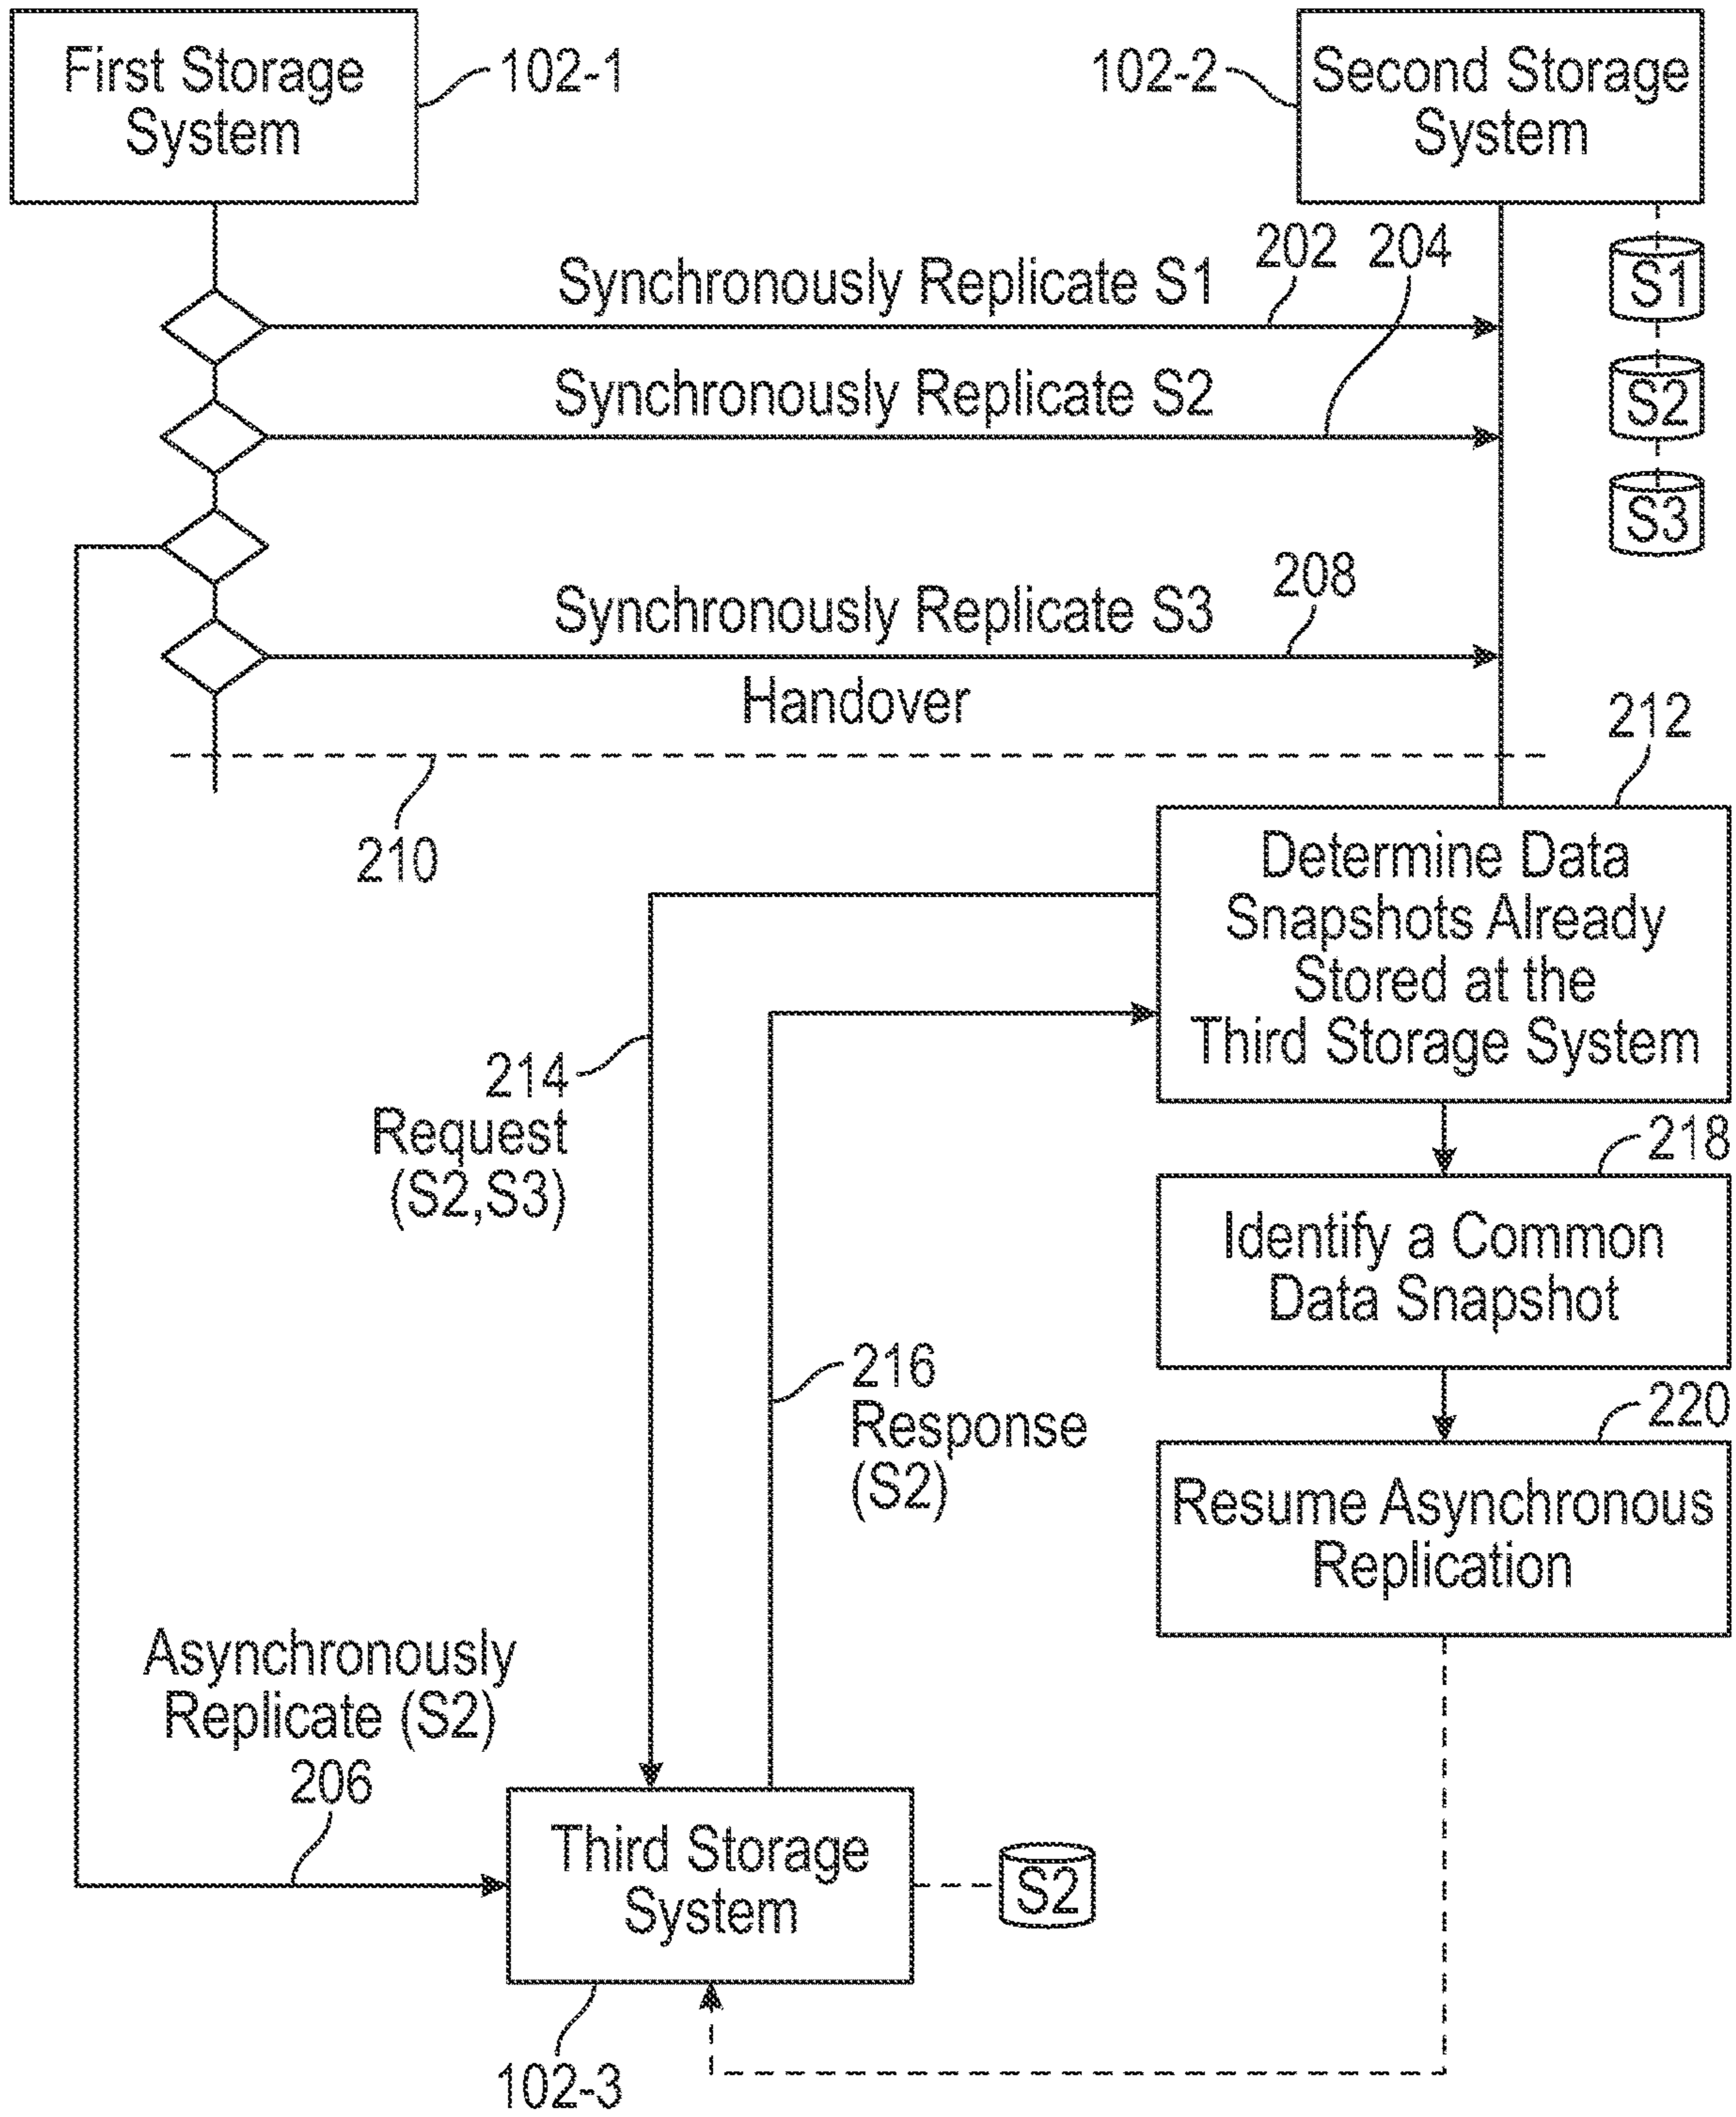 First Storage
System
102-1
102-2
Second Storage
System
202
204
Synchronously Replicate S1
S1
Synchronously Replicate S2
S2
S3
208
Synchronously Replicate S3
Handover
210
212
Determine Data
Snapshots Already
Stored at the
Third Storage System
214
Request
(S2,S3)
218
Identify a Common
Data Snapshot
216
Response
(S2)
220
Resume Asynchronous
Replication
Asynchronously
Replicate (S2)
206
Third Storage
System
S2
102-3